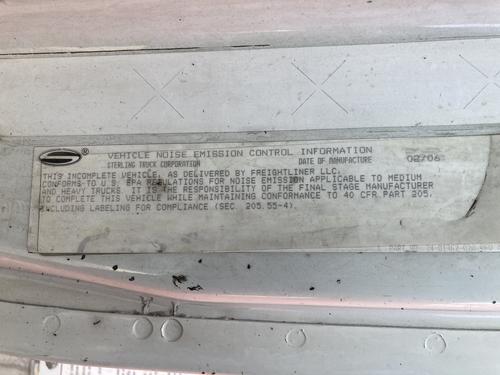 VEHICLE NOISE EMISSION CONTROL INFORMATION
STERLING TRUCK CORPORATION DATE OF MANUFACTURE 02/06
THIS INCOMPLETE VEHICLE, AS DELIVERED BY FREIGHTLINER LLC,
CONFORMS-TO U.S. EPA REGULATIONS FOR NOISE EMISSION APPLICABLE TO MEDIUM
AND HEAVY TRUCKS. IT IS THE RESPONSIBILITY OF THE FINAL STAGE MANUFACTURER
TO COMPLETE THIS VEHICLE WHILE MAINTAINING CONFORMANCE TO 40 CFR PART 205,
EXCLUDING LABELING FOR COMPLIANCE (SEC. 205.55-4).
PART NO.